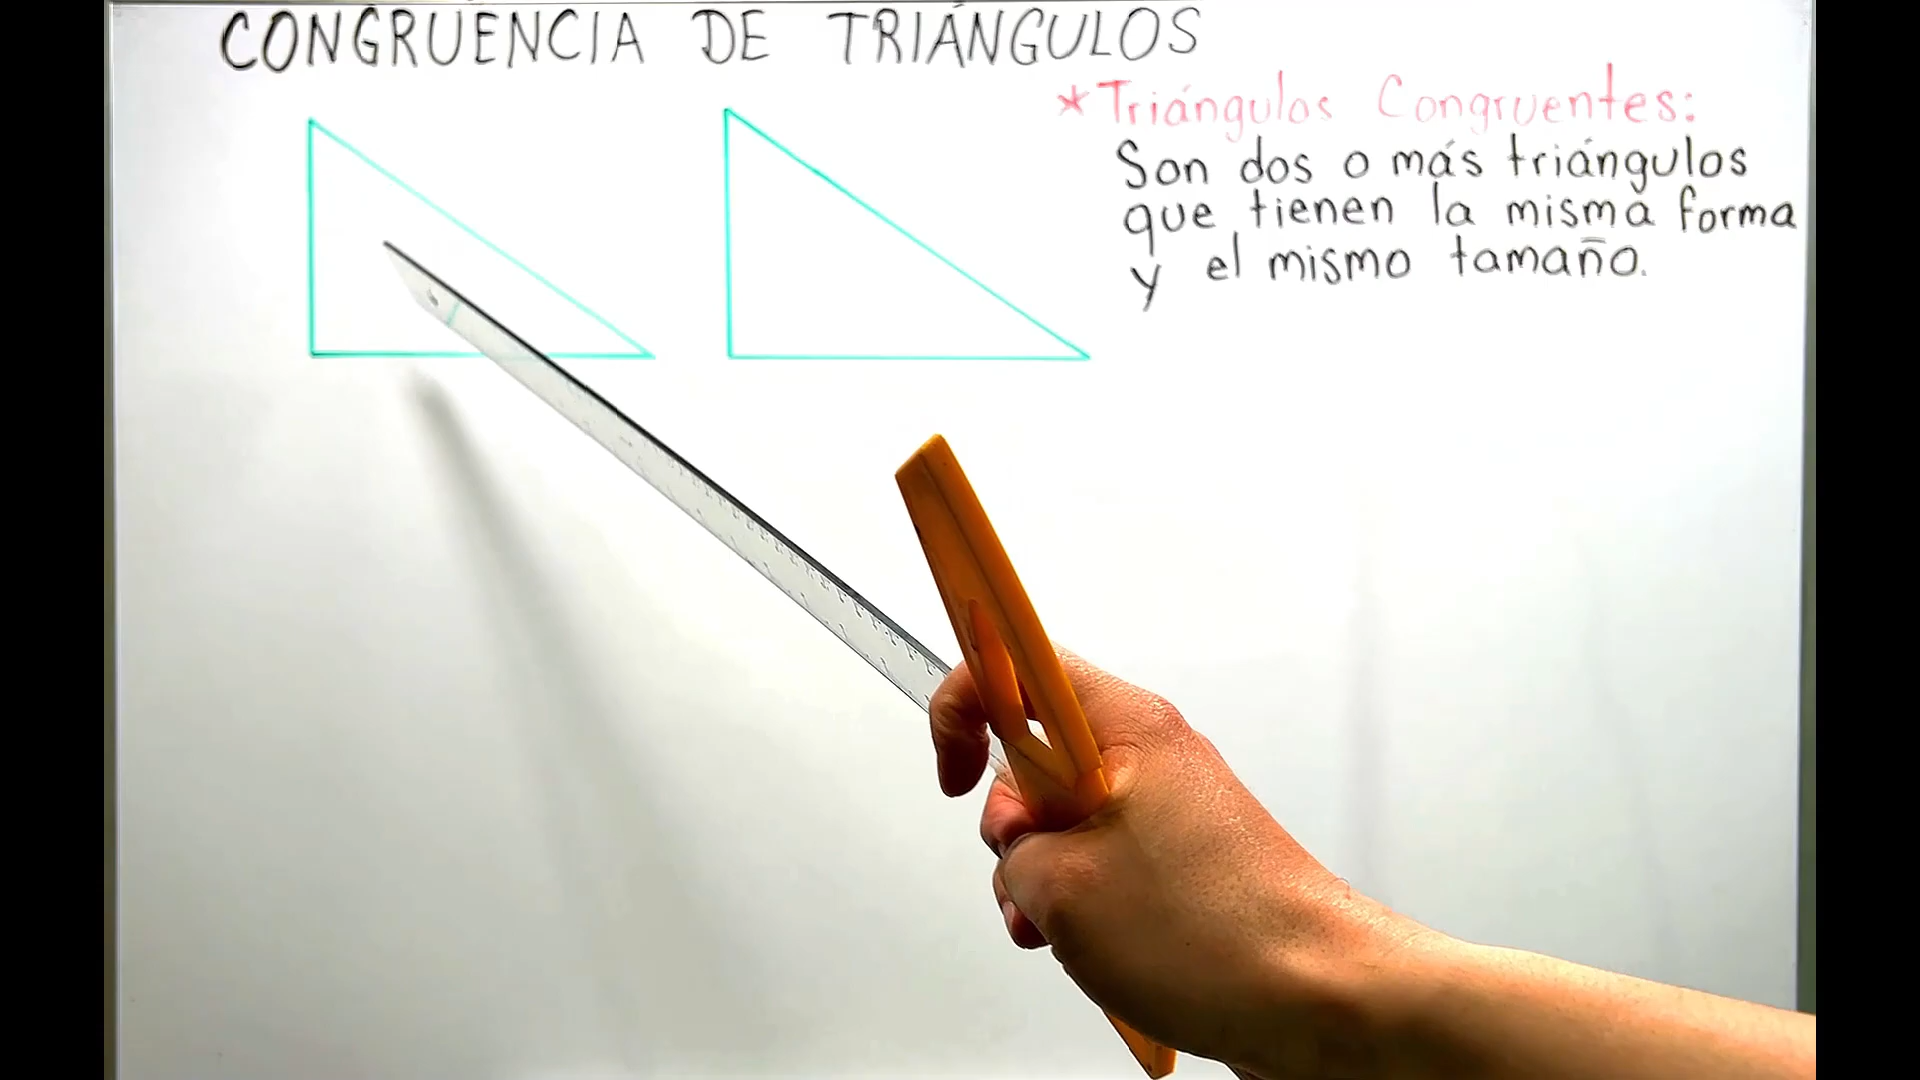 CONGRUENCIA DE TRIÁNGULOS
*Triángulos Congruentes:
Son dos o más triángulos
que tienen la misma forma
y el mismo tamaño.